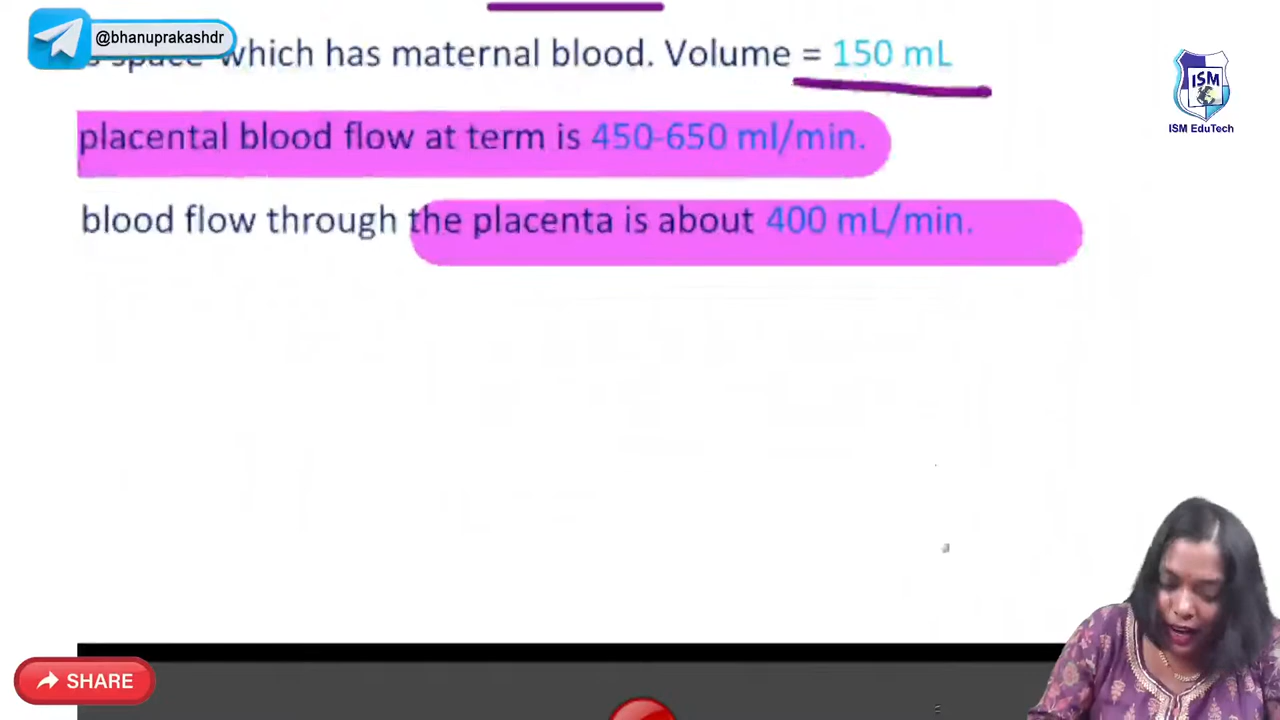 @bhanuprakashdr
space which has maternal blood. Volume = 150 mL
ISM
ISM EduTech
placental blood flow at term is 450-650 ml/min.
blood flow through the placenta is about 400 mL/min.
SHARE